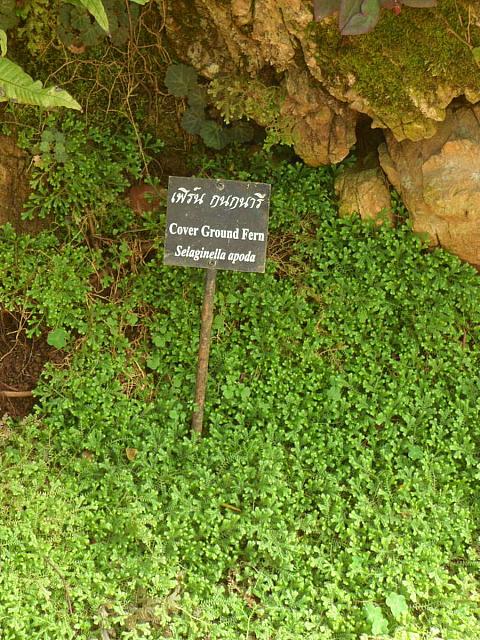 เฟิร์น กนกนารี
Cover Ground Fern
Selaginella apoda